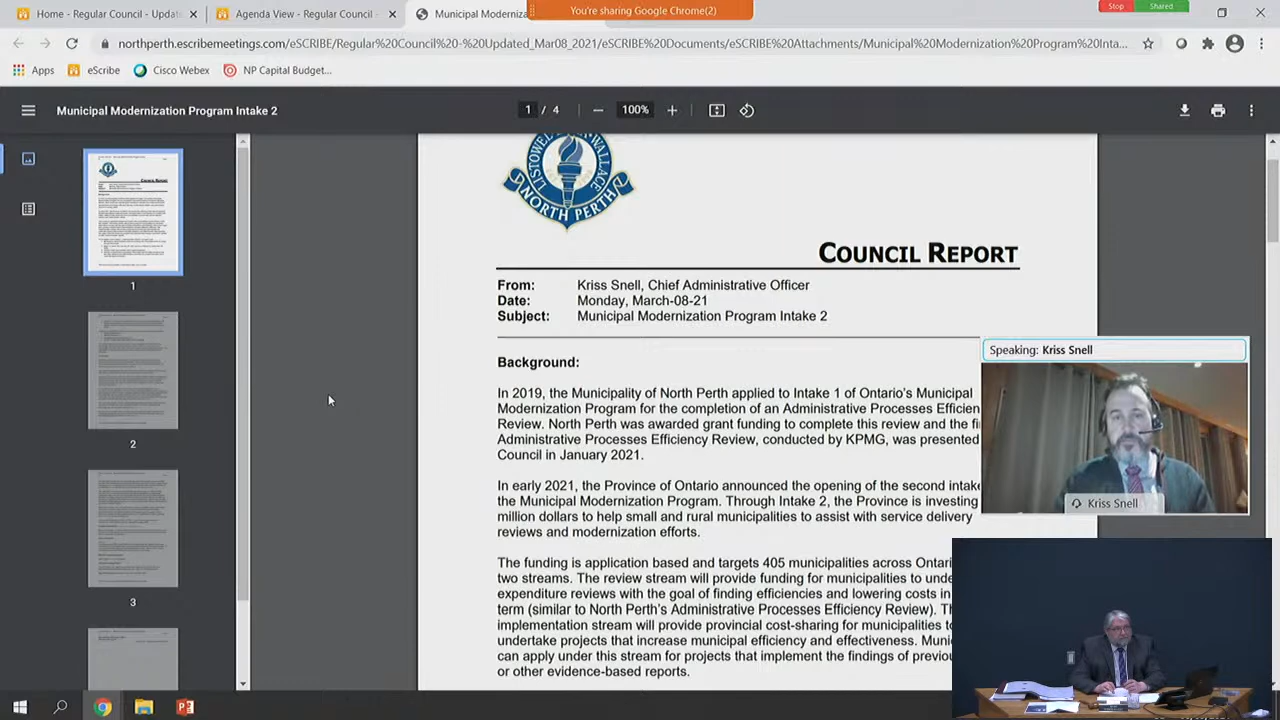 Home - Regular Council - Updat
Agenda View - Regular Council -
Municipal Moderniz
You're sharing Google Chrome(2)
Stop
Shared
northperth.escribemeetings.com/eSCRIBE/Regular%20Council%20-%20Updated_Mar08_2021/eSCRIBE%20Documents/eSCRIBE%20Attachments/Municipal%20Modernization%20Program%20Inta...
Apps
eScribe
Cisco Webex
NP Capital Budget...
Municipal Modernization Program Intake 2
1 / 4
100%
1
2
3
LISTOWEL WALLACE
NORTH PERTH
COUNCIL REPORT
From: Kriss Snell, Chief Administrative Officer
Date: Monday, March-08-21
Subject: Municipal Modernization Program Intake 2
Background:
In 2019, the Municipality of North Perth applied to Intake 1 of Ontario's Municipal
Modernization Program for the completion of an Administrative Processes Efficien
Review. North Perth was awarded grant funding to complete this review and the fi
Administrative Processes Efficiency Review, conducted by KPMG, was presented
Council in January 2021.
In early 2021, the Province of Ontario announced the opening of the second intake
the Municipal Modernization Program. Through Intake 2, the Province is investing
million dollars to help small and rural municipalities to assist with service delivery
reviews and modernization efforts.
The funding is application based and targets 405 municipalities across Ontari
two streams. The review stream will provide funding for municipalities to unde
expenditure reviews with the goal of finding efficiencies and lowering costs in
term (similar to North Perth's Administrative Processes Efficiency Review). Th
implementation stream will provide provincial cost-sharing for municipalities to
undertake projects that increase municipal efficiency and effectiveness. Muni
can apply under this stream for projects that implement the findings of previou
or other evidence-based reports.
Speaking: Kriss Snell
Kriss Snell